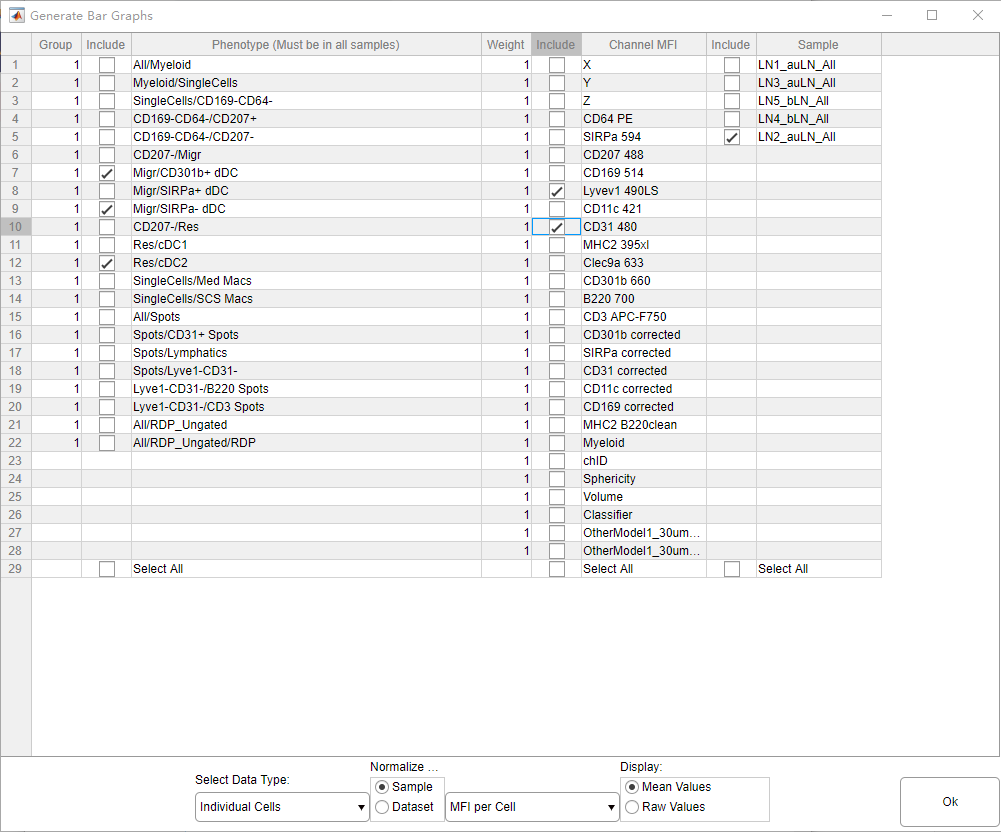 Generate Bar Graphs
Group Include Phenotype (Must be in all samples) Weight Include Channel MFI Include Sample
1 1 All/Myeloid 1 X LN1_auLN_All
2 1 Myeloid/SingleCells 1 Y LN3_auLN_All
3 1 SingleCells/CD169-CD64- 1 Z LN5_bLN_All
4 1 CD169-CD64-/CD207+ 1 CD64 PE LN4_bLN_All
5 1 CD169-CD64-/CD207- 1 SIRPa 594 LN2_auLN_All
6 1 CD207-/Migr 1 CD207 488
7 1 Migr/CD301b+ dDC 1 CD169 514
8 1 Migr/SIRPa+ dDC 1 Lyvev1 490LS
9 1 Migr/SIRPa- dDC 1 CD11c 421
10 1 CD207-/Res 1 CD31 480
11 1 Res/cDC1 1 MHC2 395xl
12 1 Res/cDC2 1 Clec9a 633
13 1 SingleCells/Med Macs 1 CD301b 660
14 1 SingleCells/SCS Macs 1 B220 700
15 1 All/Spots 1 CD3 APC-F750
16 1 Spots/CD31+ Spots 1 CD301b corrected
17 1 Spots/Lymphatics 1 SIRPa corrected
18 1 Spots/Lyve1-CD31- 1 CD31 corrected
19 1 Lyve1-CD31-/B220 Spots 1 CD11c corrected
20 1 Lyve1-CD31-/CD3 Spots 1 CD169 corrected
21 1 All/RDP_Ungated 1 MHC2 B220clean
22 1 All/RDP_Ungated/RDP 1 Myeloid
23 1 chID
24 1 Sphericity
25 1 Volume
26 1 Classifier
27 1 OtherModel1_30um...
28 1 OtherModel1_30um...
29 Select All Select All Select All
Select Data Type:
Individual Cells
Normalize ...
Sample
Dataset
MFI per Cell
Display:
Mean Values
Raw Values
Ok